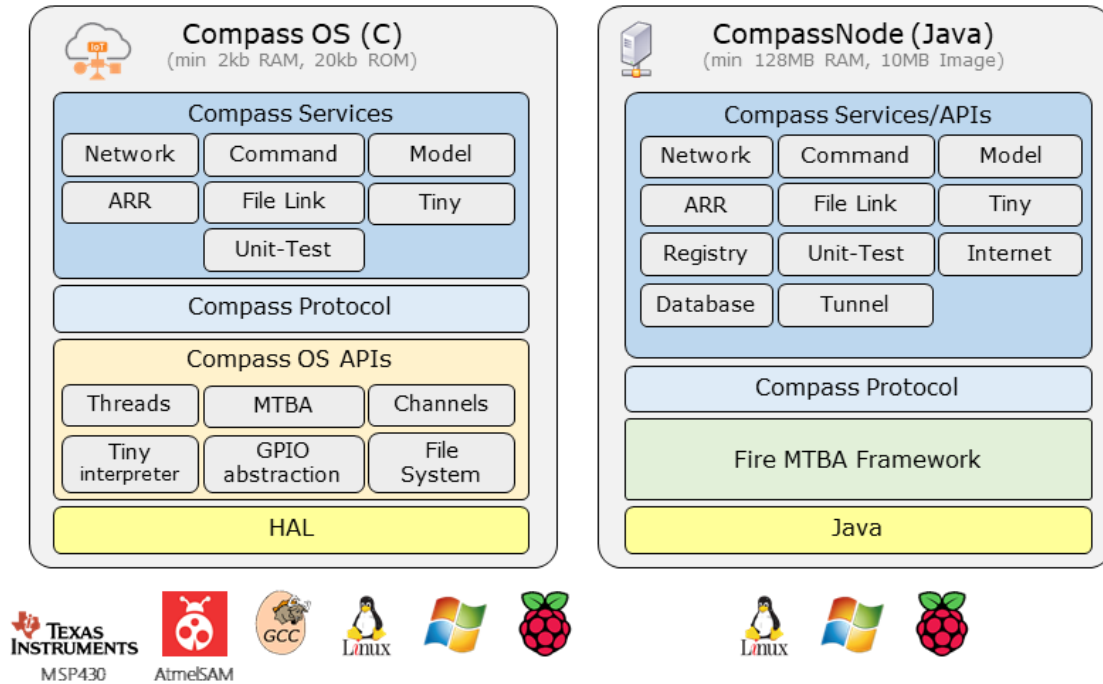 Compass OS (C)
(min 2kb RAM, 20kb ROM)
IoT
Compass Services
Network
Command
Model
ARR
File Link
Tiny
Unit-Test
Compass Protocol
Compass OS APIs
Threads
MTBA
Channels
Tiny
interpreter
GPIO
abstraction
File
System
HAL
CompassNode (Java)
(min 128MB RAM, 10MB Image)
Compass Services/APIs
Network
Command
Model
ARR
File Link
Tiny
Registry
Unit-Test
Internet
Database
Tunnel
Compass Protocol
Fire MTBA Framework
Java
TEXAS
INSTRUMENTS
MSP430
AtmelSAM
GCC
Linux
Linux